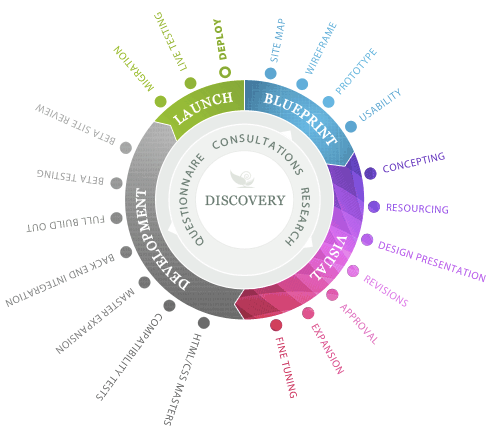 DISCOVERY
QUESTIONNAIRE
CONSULTATIONS
RESEARCH
BLUEPRINT
SITE MAP
WIREFRAME
PROTOTYPE
USABILITY
VISUAL
CONCEPTING
RESOURCING
DESIGN PRESENTATION
REVISIONS
APPROVAL
EXPANSION
FINE TUNING
DEVELOPMENT
HTML/CSS MASTERS
COMPATIBILITY TESTS
MASTER EXPANSION
BACK END INTEGRATION
FULL BUILD OUT
BETA TESTING
BETA SITE REVIEW
LAUNCH
MIGRATION
LIVE TESTING
DEPLOY